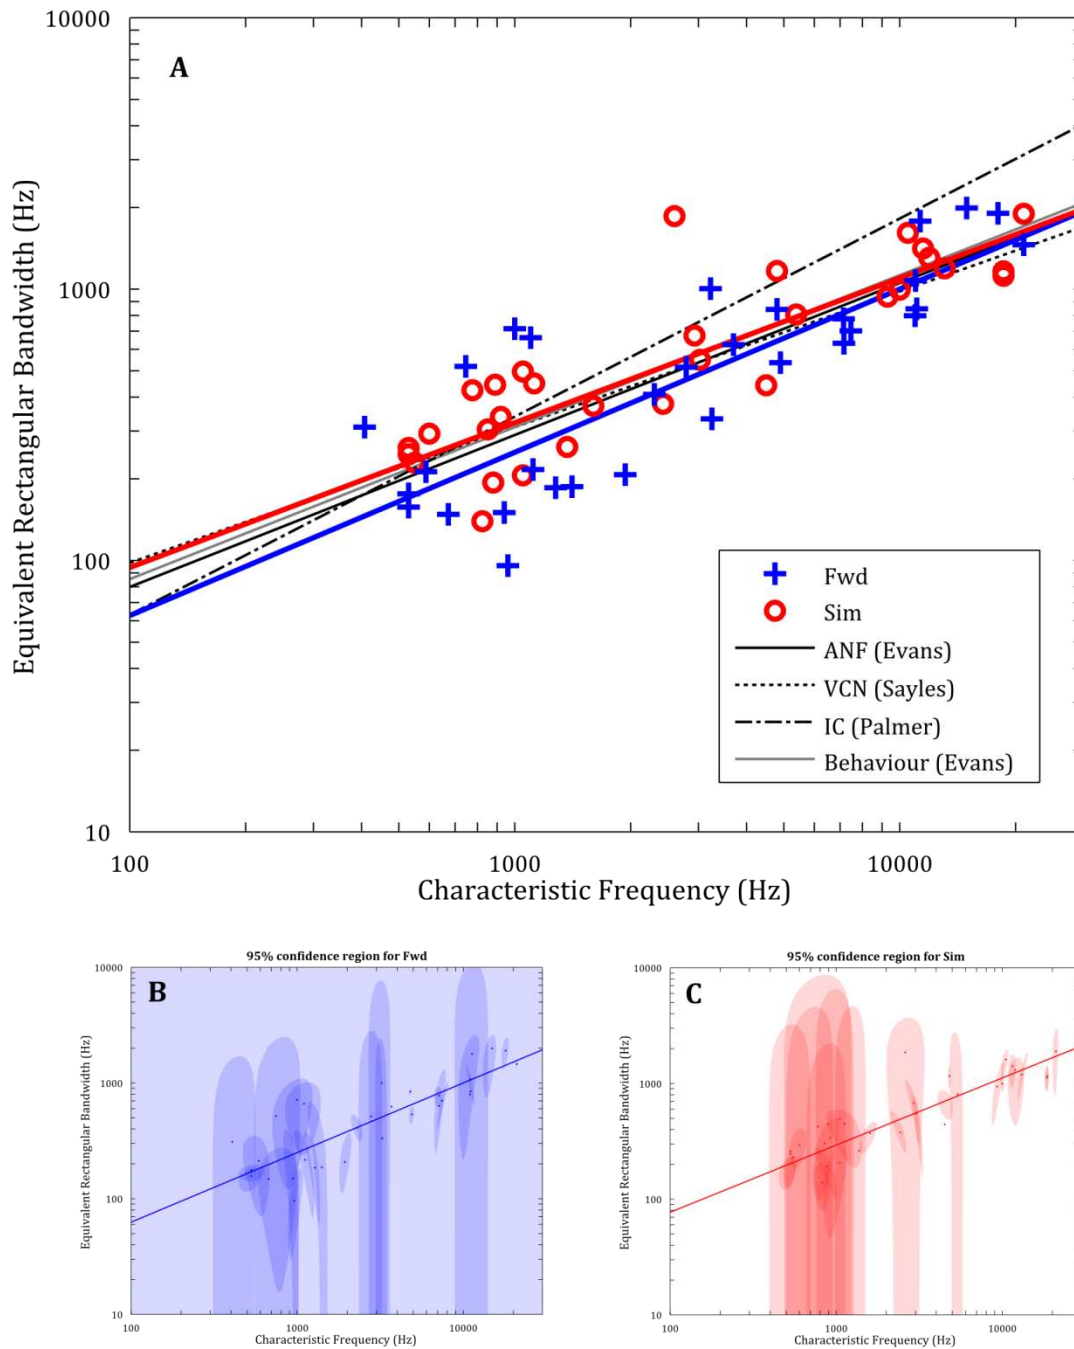 A
10000
1000
100
10
Equivalent Rectangular Bandwidth (Hz)
100
1000
10000
Characteristic Frequency (Hz)
Fwd
Sim
ANF (Evans)
VCN (Sayles)
IC (Palmer)
Behaviour (Evans)
95% confidence region for Fwd
B
10000
1000
100
10
Equivalent Rectangular Bandwidth (Hz)
100
1000
10000
Characteristic Frequency (Hz)
95% confidence region for Sim
C
10000
1000
100
10
Equivalent Rectangular Bandwidth (Hz)
100
1000
10000
Characteristic Frequency (Hz)